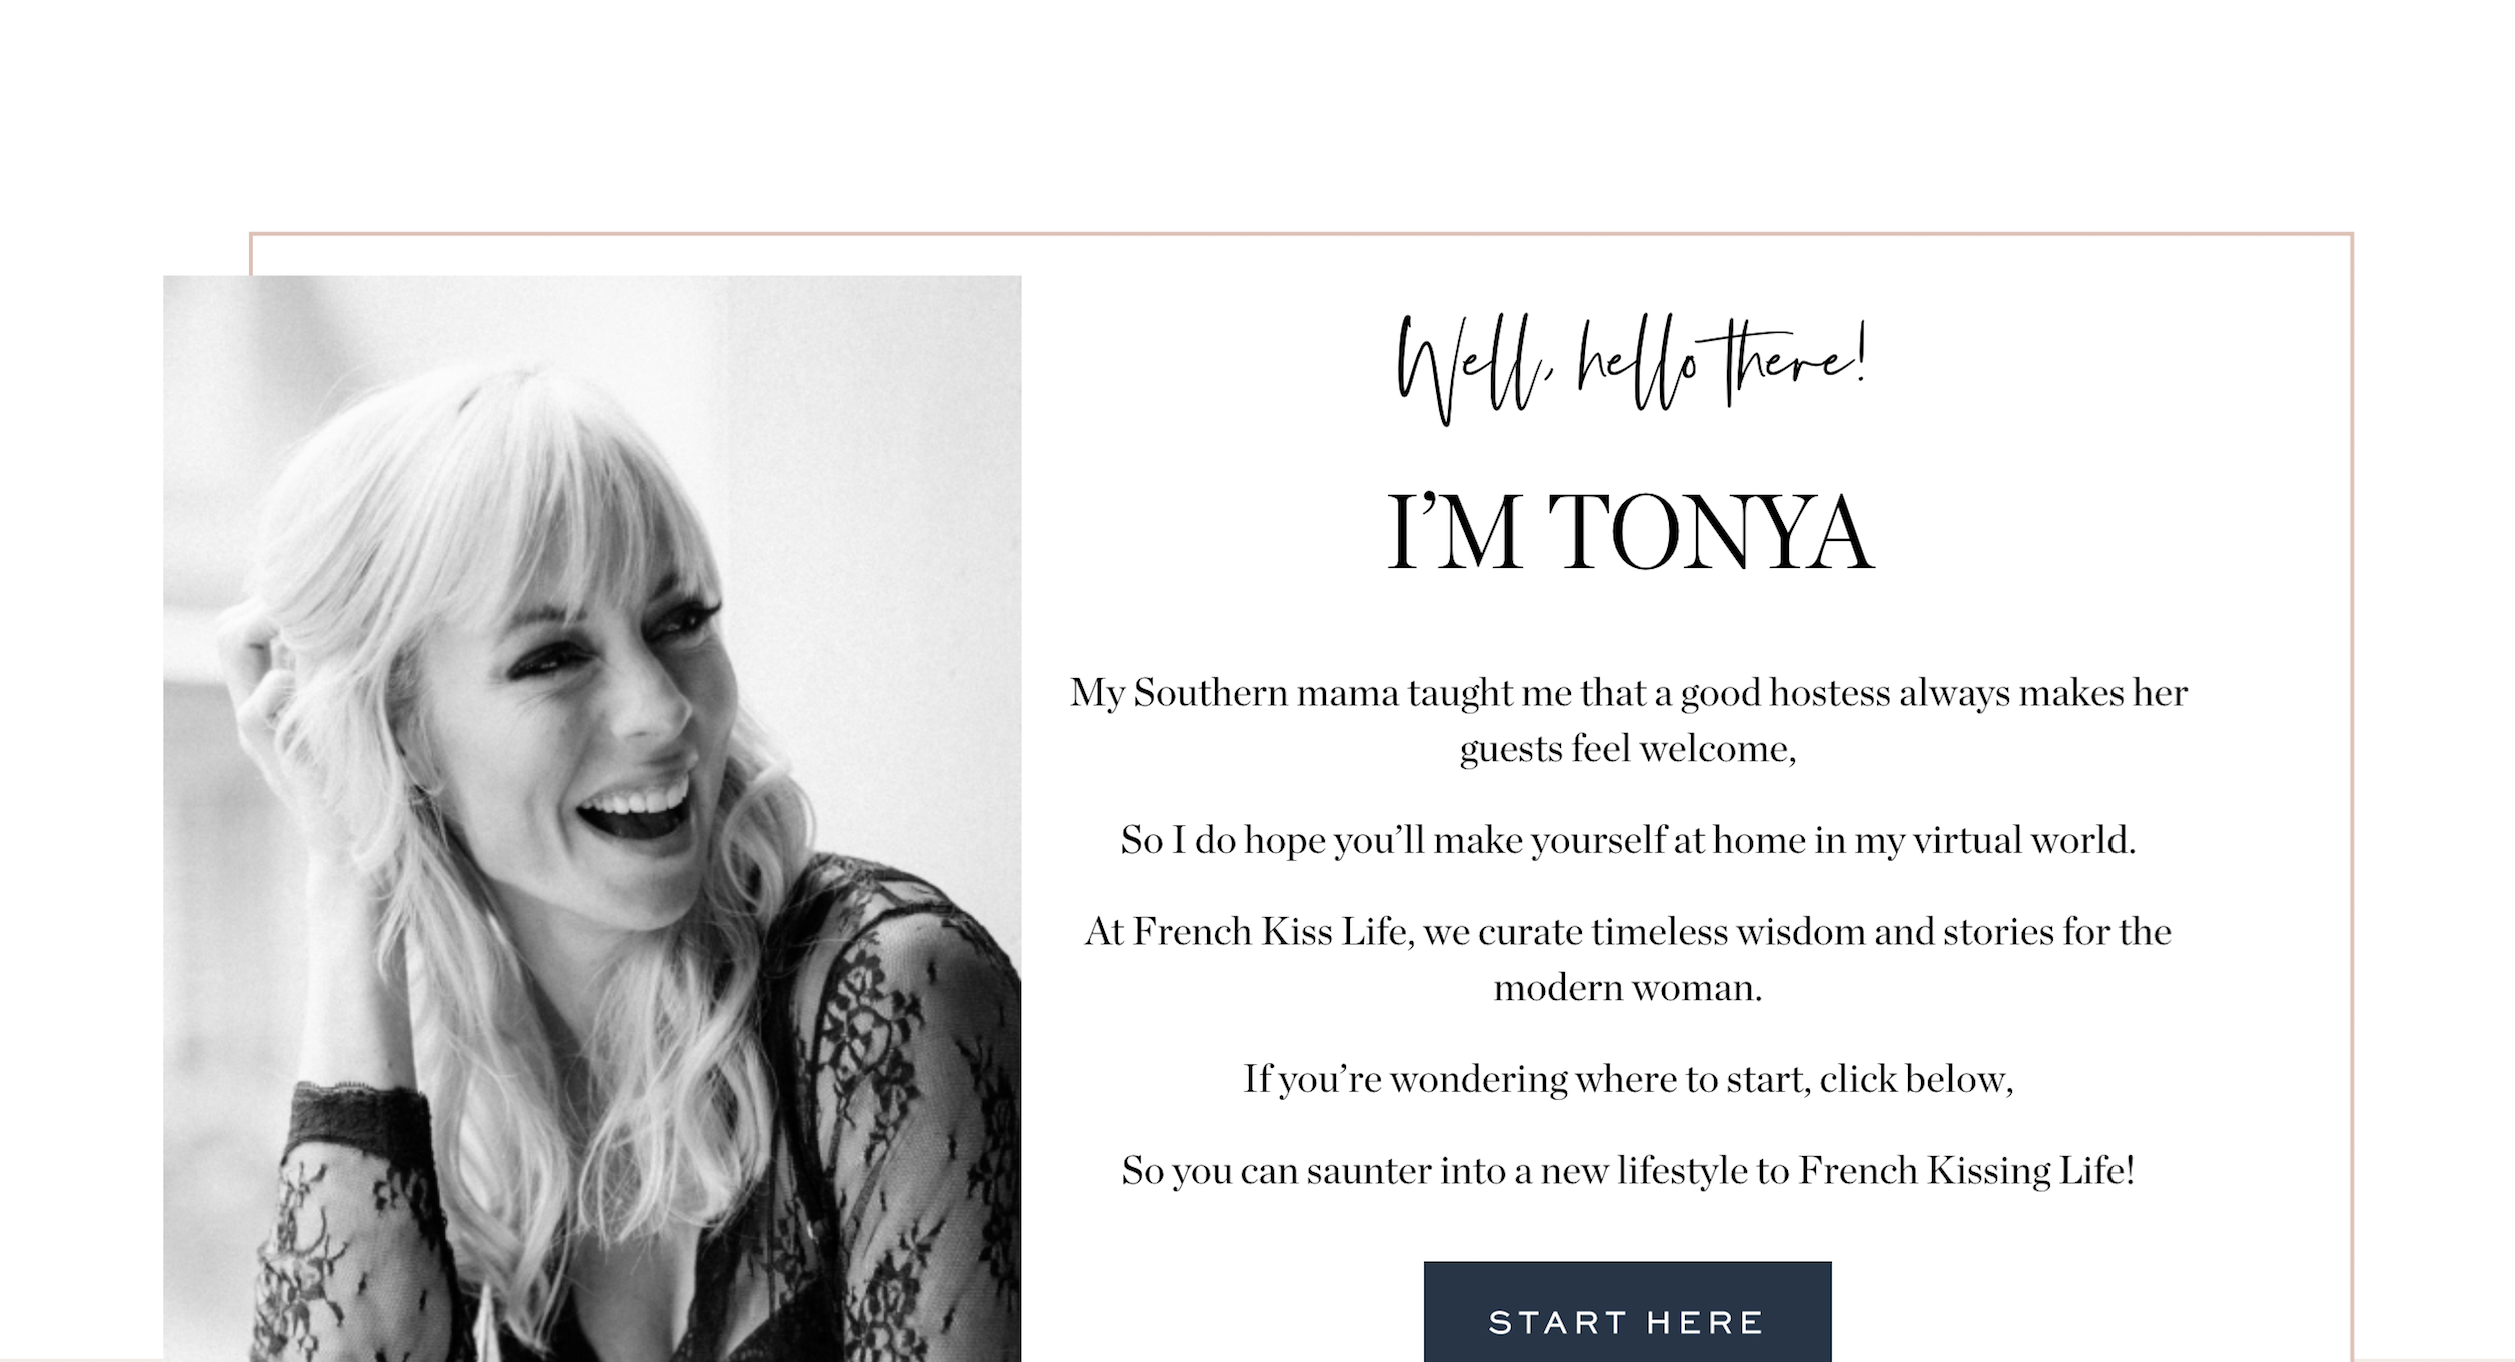 Well, hello there!
I’M TONYA
My Southern mama taught me that a good hostess always makes her
guests feel welcome,
So I do hope you’ll make yourself at home in my virtual world.
At French Kiss Life, we curate timeless wisdom and stories for the
modern woman.
If you’re wondering where to start, click below,
So you can saunter into a new lifestyle to French Kissing Life!
START HERE